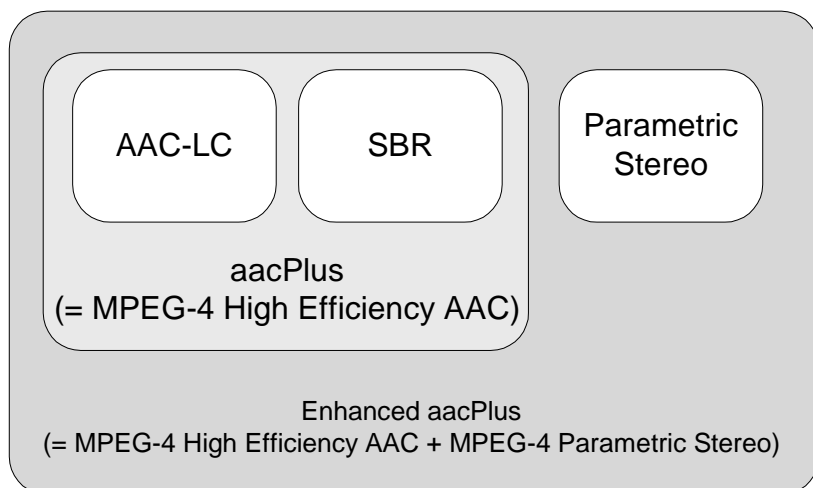 AAC-LC
SBR
Parametric
Stereo
aacPlus
(= MPEG-4 High Efficiency AAC)
Enhanced aacPlus
(= MPEG-4 High Efficiency AAC + MPEG-4 Parametric Stereo)